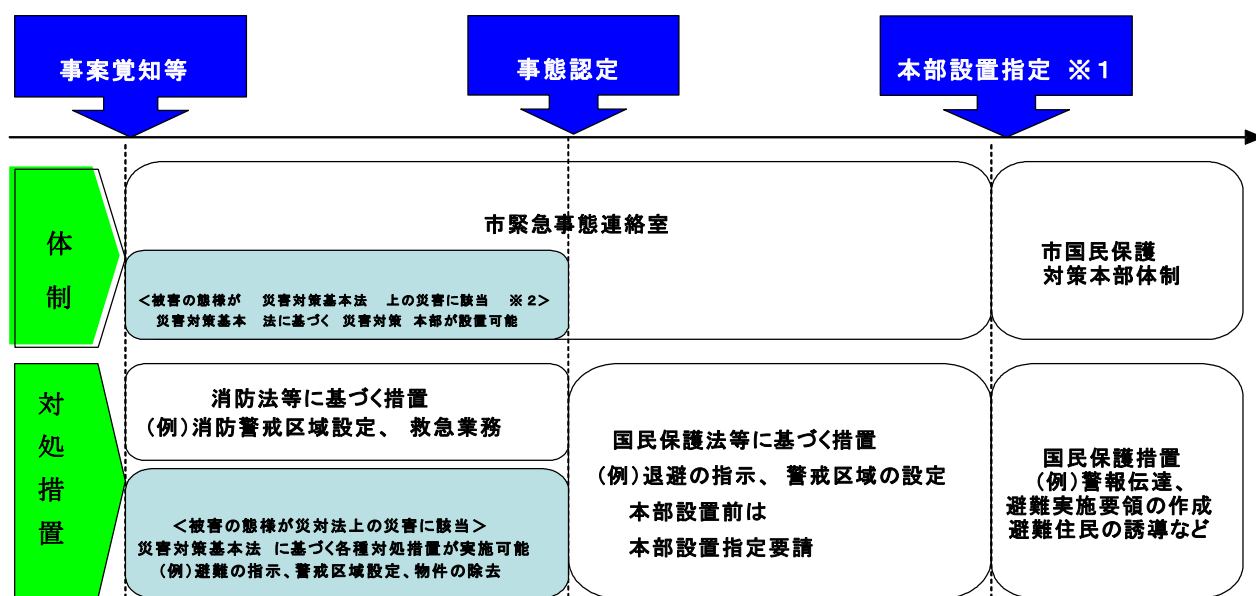 事案覚知等
事態認定
本部設置指定 ※1
体
制
市緊急事態連絡室
<被害の態様が 災害対策基本法 上の災害に該当 ※2>
災害対策基本 法に基づく 災害対策 本部が設置可能
市国民保護
対策本部体制
対
処
措
置
消防法等に基づく措置
(例)消防警戒区域設定、 救急業務
<被害の態様が災対法上の災害に該当>
災害対策基本法 に基づく各種対処措置が実施可能
(例)避難の指示、警戒区域設定、物件の除去
国民保護法等に基づく措置
(例)退避の指示、 警戒区域の設定
本部設置前は
本部設置指定要請
国民保護措置
(例)警報伝達、
避難実施要領の作成
避難住民の誘導など